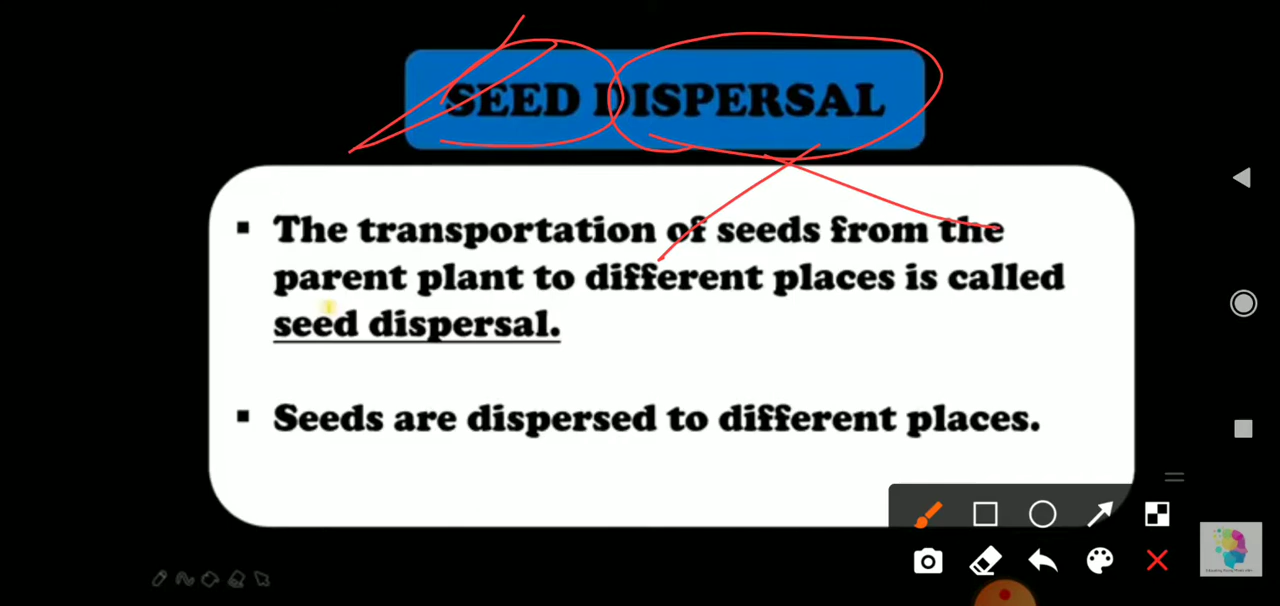 SEED DISPERSAL
▪ The transportation of seeds from the
parent plant to different places is called
seed dispersal.
▪ Seeds are dispersed to different places.